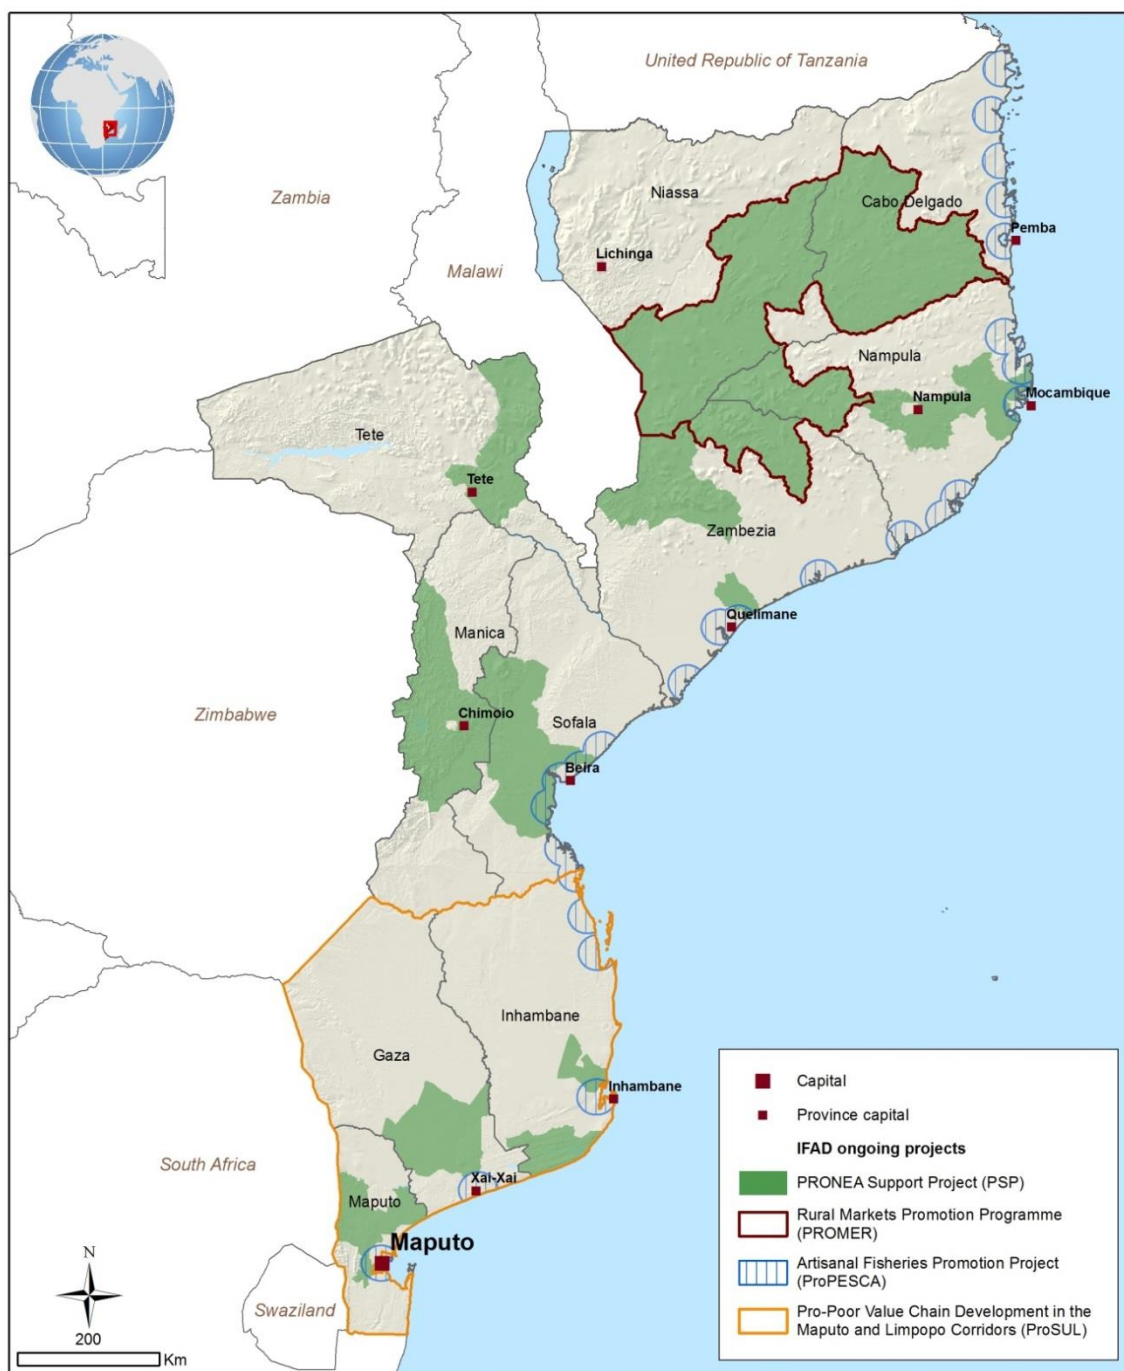 United Republic of Tanzania
Zambia
Niassa
Cabo Delgado
Pemba
Lichinga
Malawi
Nampula
Nampula
Mocambique
Tete
Tete
Zambezia
Quelimane
Manica
Zimbabwe
Chimoio
Sofala
Beira
Inhambane
Gaza
Inhambane
South Africa
Xai-Xai
Maputo
Maputo
Swaziland
N
200
Km
Capital
Province capital
IFAD ongoing projects
PRONEA Support Project (PSP)
Rural Markets Promotion Programme
(PROMER)
Artisanal Fisheries Promotion Project
(ProPESCA)
Pro-Poor Value Chain Development in the
Maputo and Limpopo Corridors (ProSUL)